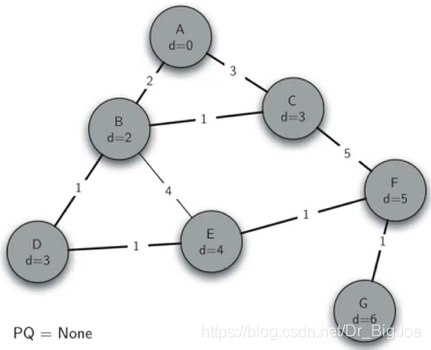 A
d=0
2
3
C
d=3
B
d=2
1
5
F
d=5
1
4
E
d=4
1
D
d=3
1
1
G
d=6
PQ = None
https://blog.csdn.net/Dr_BigJoe